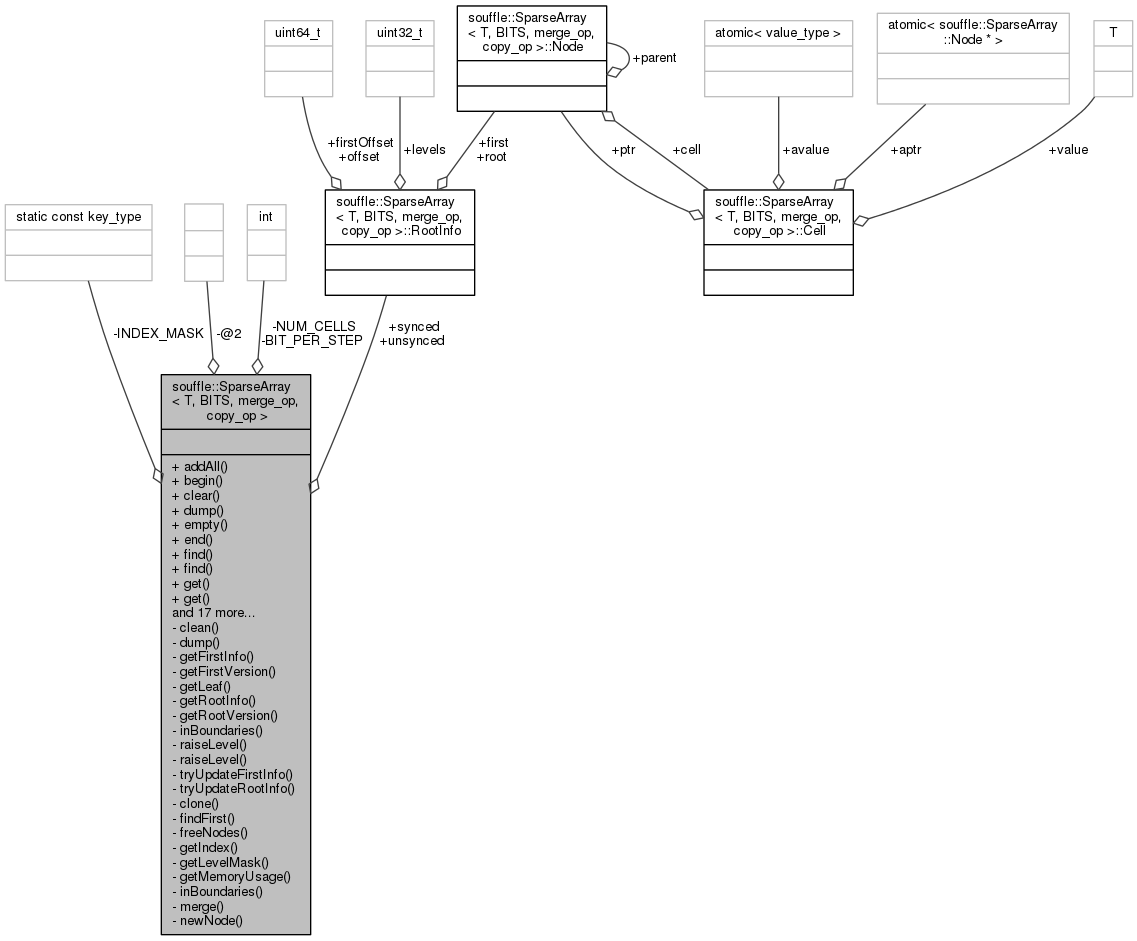 uint64_t
uint32_t
souffle::SparseArray
< T, BITS, merge_op,
copy_op >::Node
+parent
atomic< value_type >
atomic< souffle::SparseArray
::Node * >
T
+firstOffset
+offset
+levels
+first
+root
+ptr
+cell
+avalue
+aptr
+value
static const key_type
int
souffle::SparseArray
< T, BITS, merge_op,
copy_op >::RootInfo
souffle::SparseArray
< T, BITS, merge_op,
copy_op >::Cell
-INDEX_MASK
-@2
-NUM_CELLS
-BIT_PER_STEP
+synced
+unsynced
souffle::SparseArray
< T, BITS, merge_op,
copy_op >
+ addAll()
+ begin()
+ clear()
+ dump()
+ empty()
+ end()
+ find()
+ find()
+ get()
+ get()
and 17 more...
- clean()
- dump()
- getFirstInfo()
- getFirstVersion()
- getLeaf()
- getRootInfo()
- getRootVersion()
- inBoundaries()
- raiseLevel()
- raiseLevel()
- tryUpdateFirstInfo()
- tryUpdateRootInfo()
- clone()
- findFirst()
- freeNodes()
- getIndex()
- getLevelMask()
- getMemoryUsage()
- inBoundaries()
- merge()
- newNode()